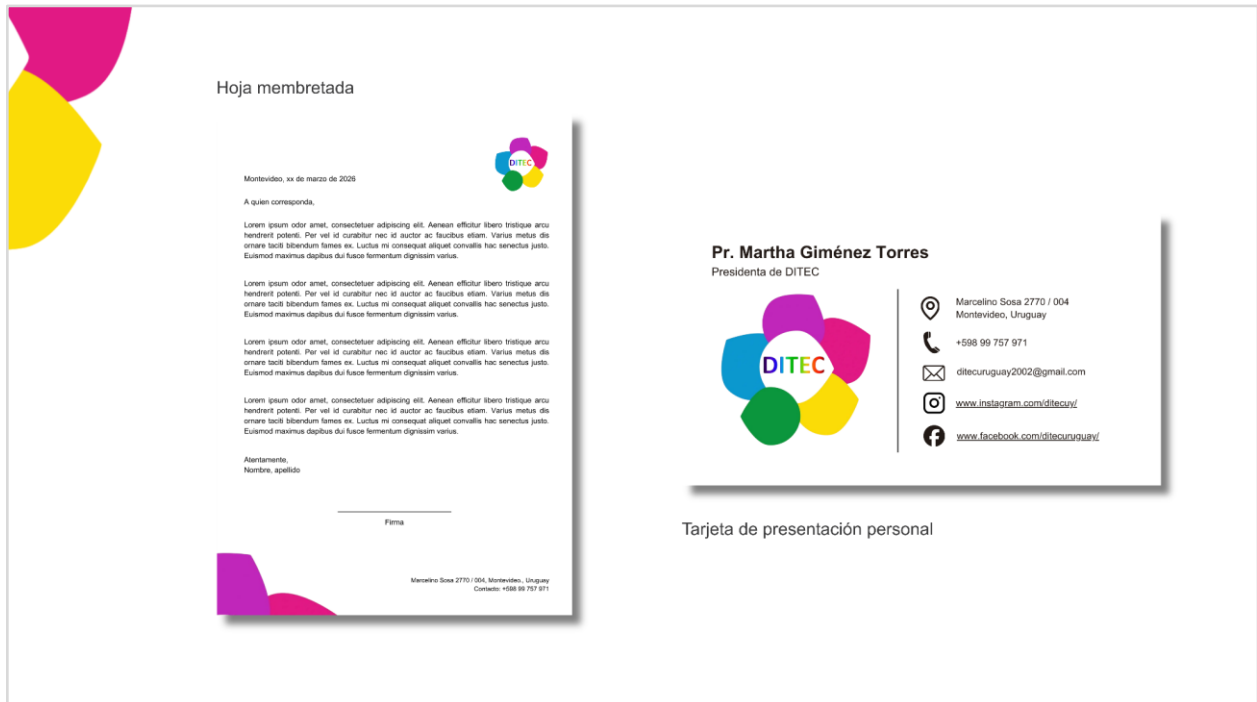 Hoja membretada
DITEC
Montevideo, xx de marzo de 2026
A quien corresponda,
Lorem ipsum odor amet, consectetuer adipiscing elit. Aenean efficitur libero tristique arcu
hendrerit potenti. Per vel id curabitur nec id auctor ac faucibus etiam. Varius metus dis
ornare taciti bibendum fames ex. Luctus mi consequat aliquet convallis hac senectus justo.
Euismod maximus dapibus dui fusce fermentum dignissim varius.
Lorem ipsum odor amet, consectetuer adipiscing elit. Aenean efficitur libero tristique arcu
hendrerit potenti. Per vel id curabitur nec id auctor ac faucibus etiam. Varius metus dis
ornare taciti bibendum fames ex. Luctus mi consequat aliquet convallis hac senectus justo.
Euismod maximus dapibus dui fusce fermentum dignissim varius.
Lorem ipsum odor amet, consectetuer adipiscing elit. Aenean efficitur libero tristique arcu
hendrerit potenti. Per vel id curabitur nec id auctor ac faucibus etiam. Varius metus dis
ornare taciti bibendum fames ex. Luctus mi consequat aliquet convallis hac senectus justo.
Euismod maximus dapibus dui fusce fermentum dignissim varius.
Lorem ipsum odor amet, consectetuer adipiscing elit. Aenean efficitur libero tristique arcu
hendrerit potenti. Per vel id curabitur nec id auctor ac faucibus etiam. Varius metus dis
ornare taciti bibendum fames ex. Luctus mi consequat aliquet convallis hac senectus justo.
Euismod maximus dapibus dui fusce fermentum dignissim varius.
Atentamente,
Nombre, apellido
Firma
Marcelino Sosa 2770 / 004, Montevideo., Uruguay
Contacto: +598 99 757 971
Pr. Martha Giménez Torres
Presidenta de DITEC
DITEC
Marcelino Sosa 2770 / 004
Montevideo, Uruguay
+598 99 757 971
ditecuruguay2002@gmail.com
www.instagram.com/ditecuy/
www.facebook.com/ditecuruguay/
Tarjeta de presentación personal